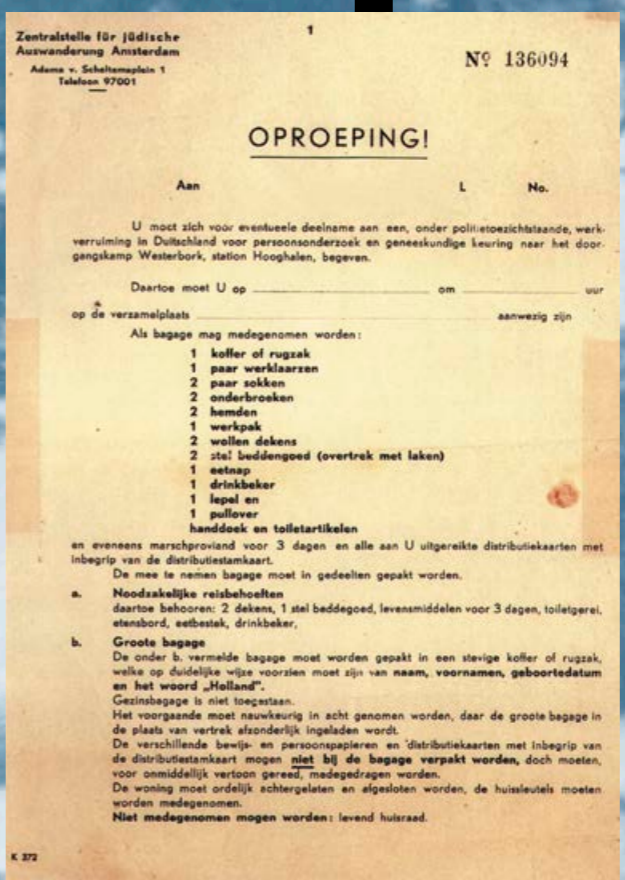 Zentralstelle für jüdische
Auswanderung Amsterdam
Adama v. Scheltemaplein 1
Telefoon 97001
1
Nº 136094
OPROEPING!
Aan L No.
U moet zich voor eventueele deelname aan een, onder politietoezichtstaande, werk-
verruiming in Duitschland voor persoonsonderzoek en geneeskundige keuring naar het door-
gangskamp Westerbork, station Hooghalen, begeven.
Daartoe moet U op om uur
op de verzamelplaats aanwezig zijn
Als bagage mag medegenomen worden:
1 koffer of rugzak
1 paar werklaarzen
2 paar sokken
2 onderbroeken
2 hemden
1 werkpak
2 wollen dekens
2 stel beddengoed (overtrek met laken)
1 eetnap
1 drinkbeker
1 lepel en
1 pullover
handdoek en toiletartikelen
en eveneens marschproviand voor 3 dagen en alle aan U uitgereikte distributiekaarten met
inbegrip van de distributiestamkaart.
De mee te nemen bagage moet in gedeelten gepakt worden.
a. Noodzakelijke reisbehoeften
daartoe behooren: 2 dekens, 1 stel beddegoed, levensmiddelen voor 3 dagen, toiletgerei,
etensbord, eetbestek, drinkbeker,
b. Groote bagage
De onder b. vermelde bagage moet worden gepakt in een stevige koffer of rugzak,
welke op duidelijke wijze voorzien moet zijn van naam, voornamen, geboortedatum
en het woord „Holland".
Gezinsbagage is niet toegestaan.
Het voorgaande moet nauwkeurig in acht genomen worden, daar de groote bagage in
de plaats van vertrek afzonderlijk ingeladen wordt.
De verschillende bewijs- en persoonspapieren en distributiekaarten met inbegrip van
de distributiestamkaart mogen niet bij de bagage verpakt worden, doch moeten,
voor onmiddellijk vertoon gereed, medegedragen worden.
De woning moet ordelijk achtergelaten en afgesloten worden, de huissleutels moeten
worden medegenomen.
Niet medegenomen mogen worden: levend huisraad.
K 372